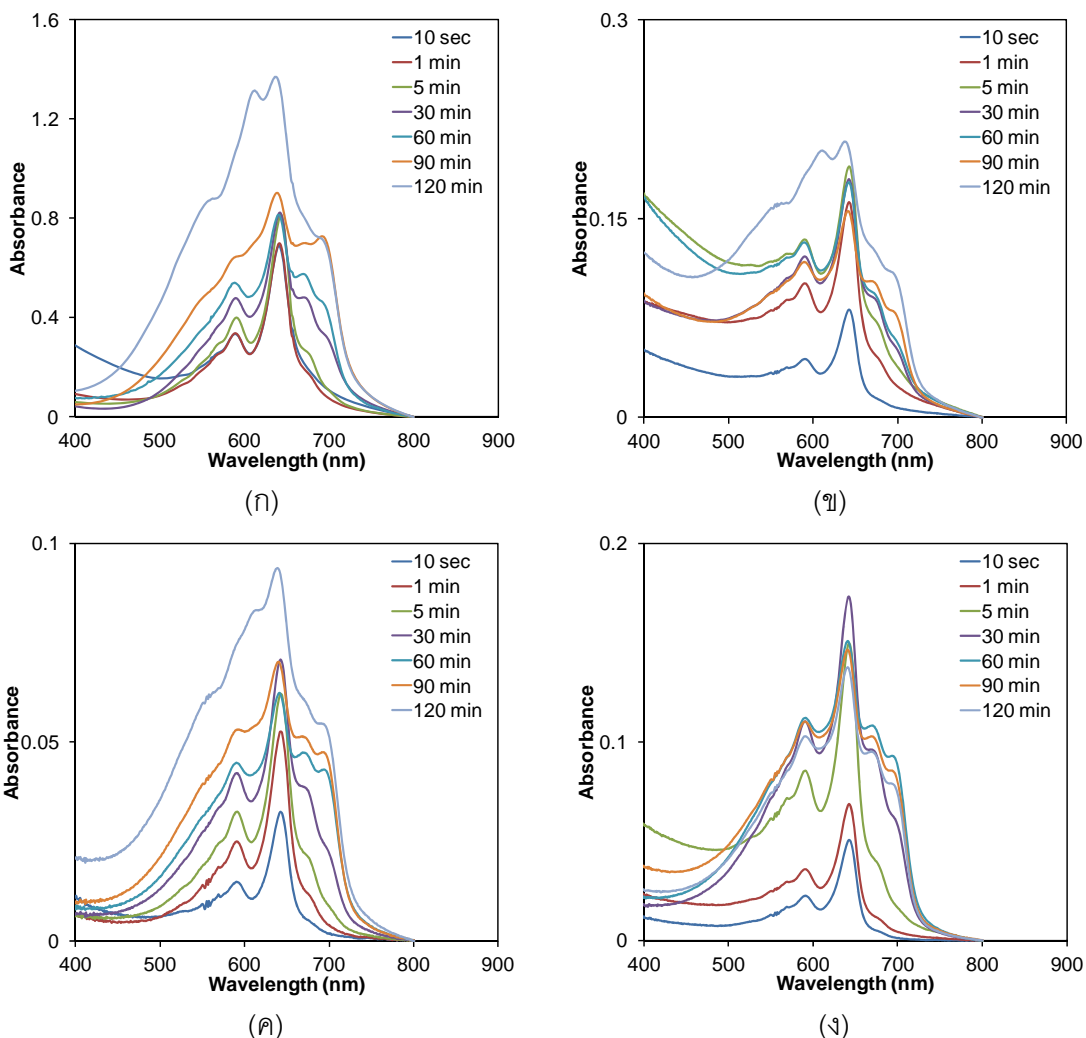 1.6
1.2
0.8
0.4
0
400 500 600 700 800 900
Absorbance
Wavelength (nm)
10 sec
1 min
5 min
30 min
60 min
90 min
120 min
(ก)
0.3
0.15
0
400 500 600 700 800 900
Absorbance
Wavelength (nm)
10 sec
1 min
5 min
30 min
60 min
90 min
120 min
(ข)
0.1
0.05
0
400 500 600 700 800 900
Absorbance
Wavelength (nm)
10 sec
1 min
5 min
30 min
60 min
90 min
120 min
(ค)
0.2
0.1
0
400 500 600 700 800 900
Absorbance
Wavelength (nm)
10 sec
1 min
5 min
30 min
60 min
90 min
120 min
(ง)